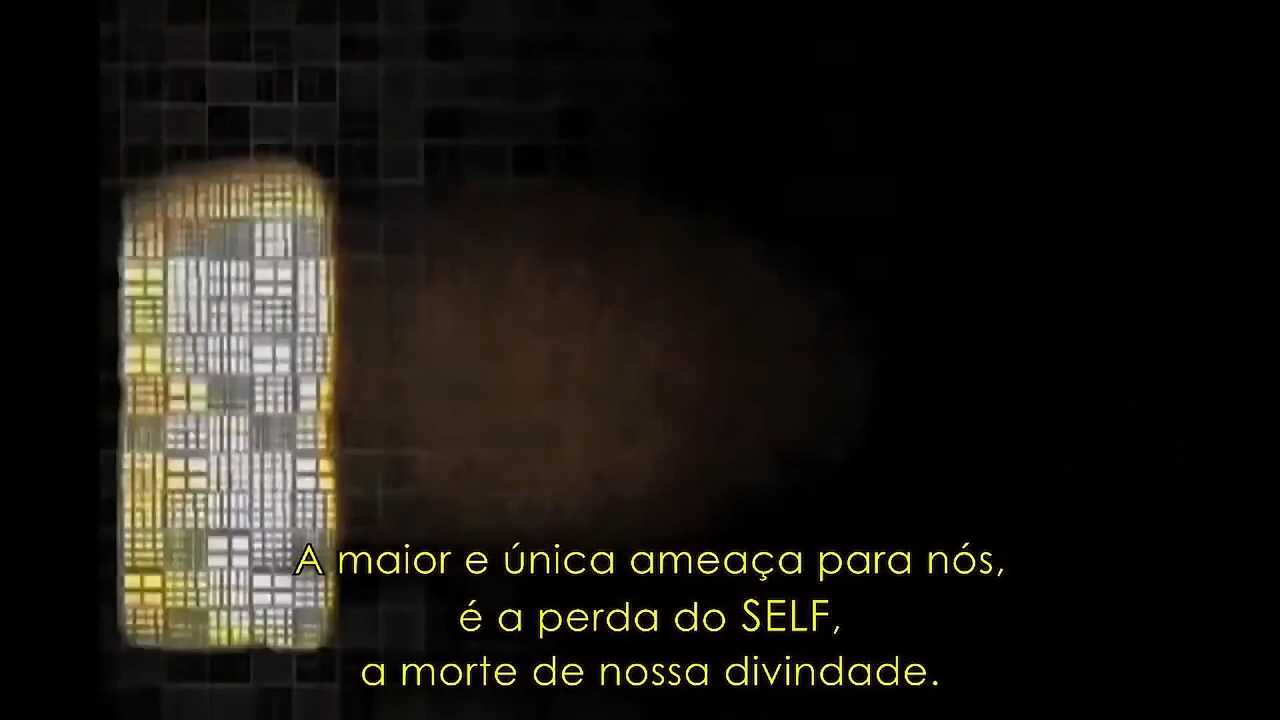 A maior e única ameaça para nós,
é a perda do SELF,
a morte de nossa divindade.